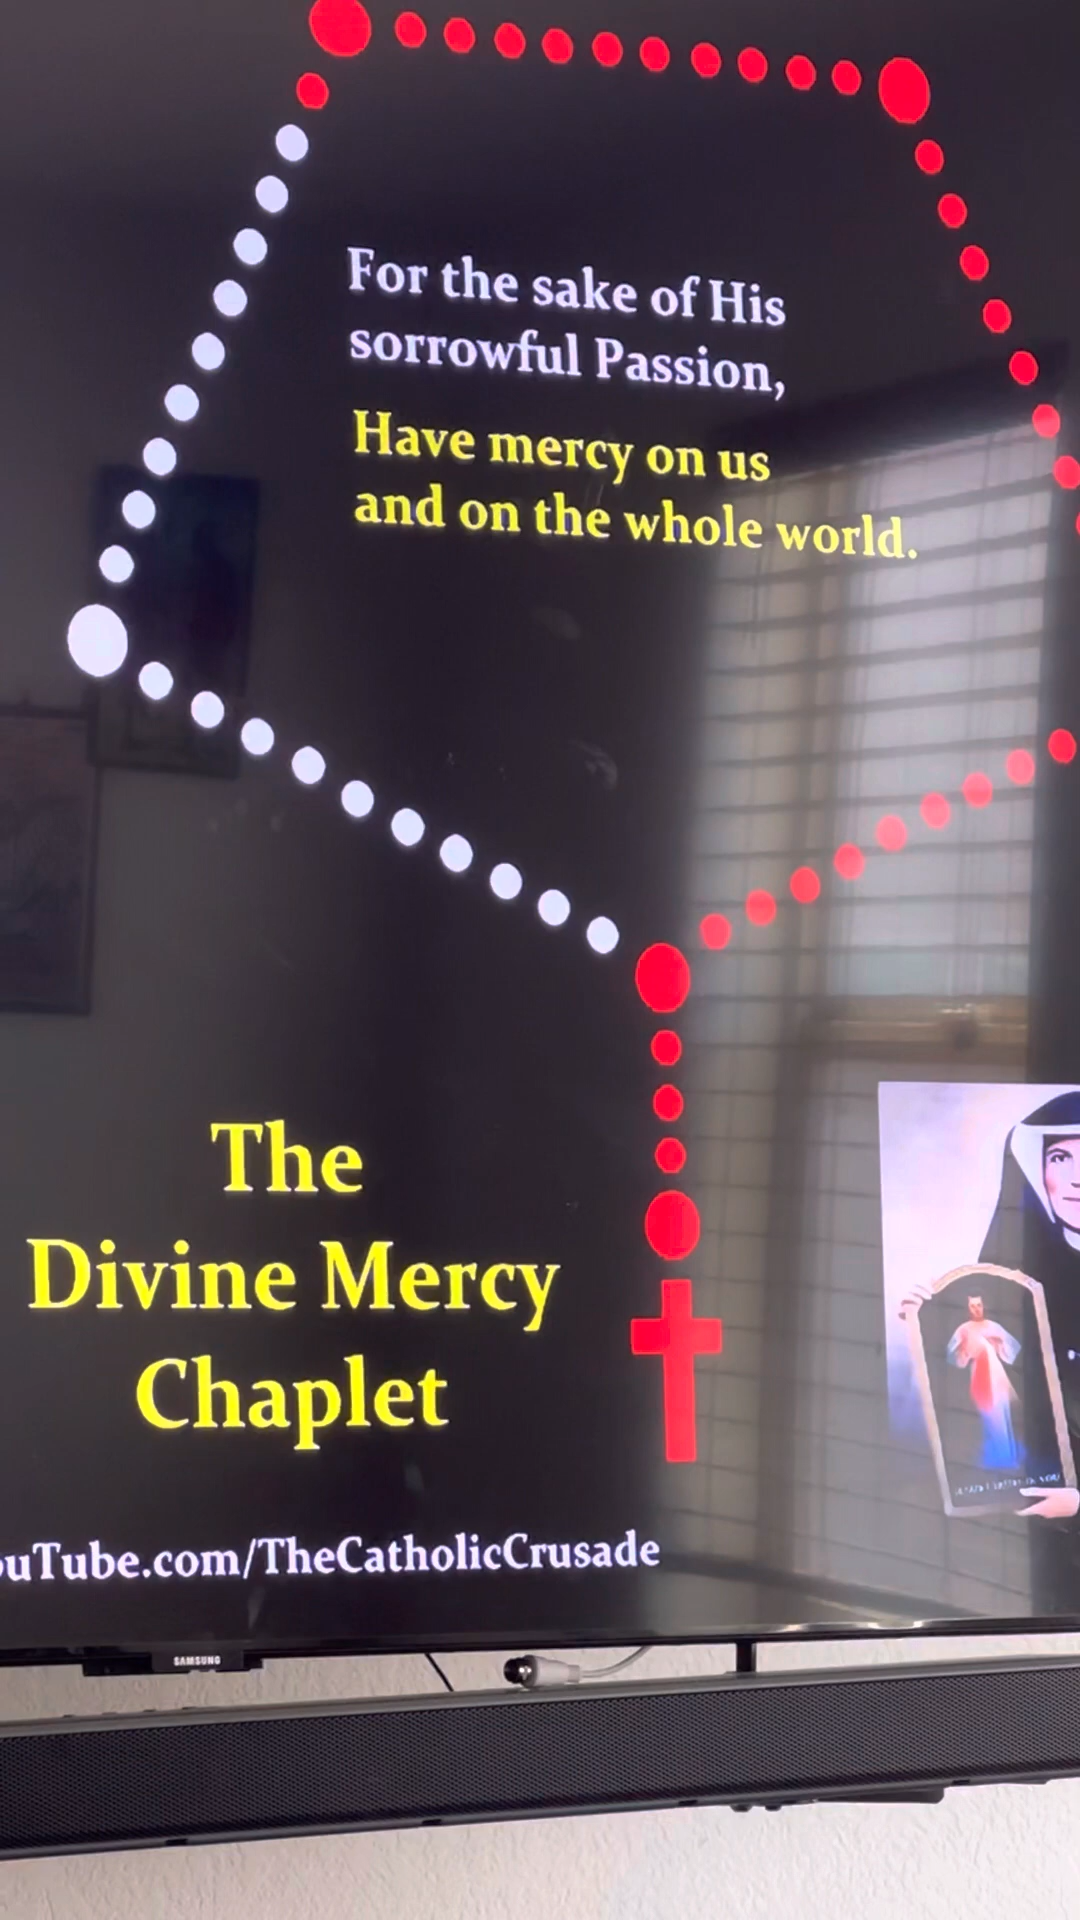 For the sake of His
sorrowful Passion,
Have mercy on us
and on the whole world.
The
Divine Mercy
Chaplet
uTube.com/TheCatholicCrusade
SAMSUNG